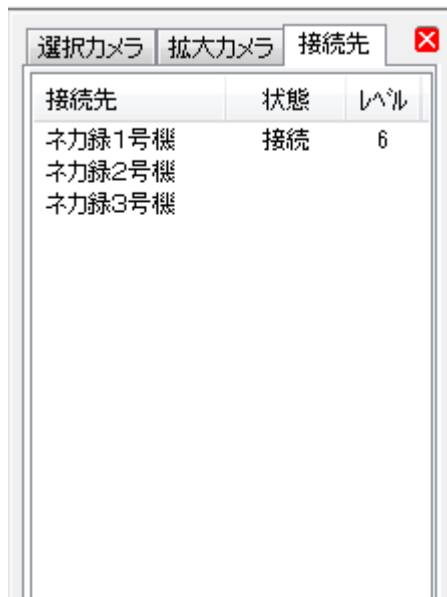 選択カメラ 拡大カメラ 接続先
接続先 状態 ﾚﾍﾞﾙ
ネカ録1号機 接続 6
ネカ録2号機
ネカ録3号機